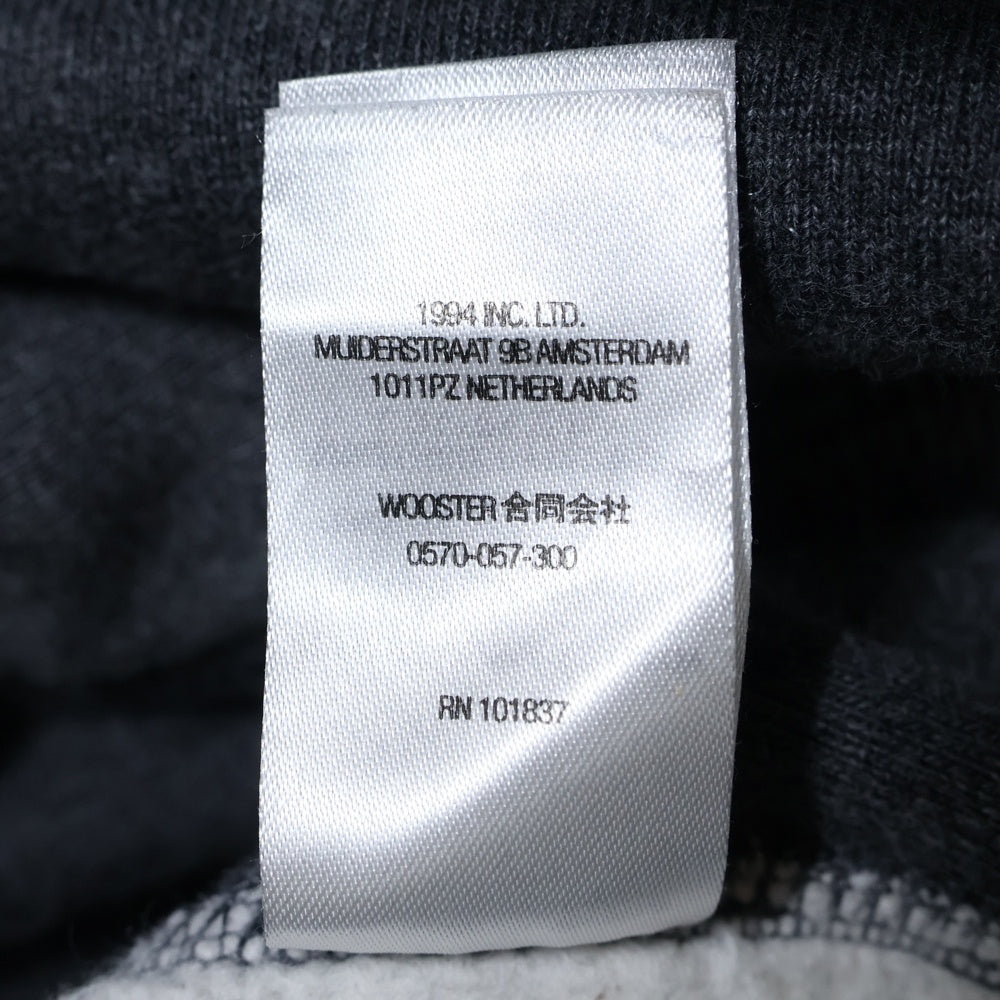 1994 INC. LTD.
MUIDERSTRAAT 9B AMSTERDAM
1011PZ NETHERLANDS
WOOSTER 合同会社
0570-057-300
RN 101837